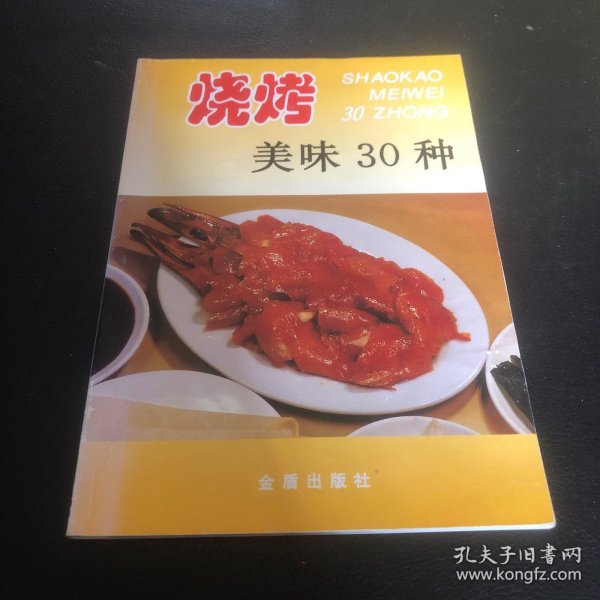 烧烤
SHAOKAO
MEIWEI
30 ZHONG
美味 30 种
金盾出版社
孔夫子旧书网
www.kongfz.com